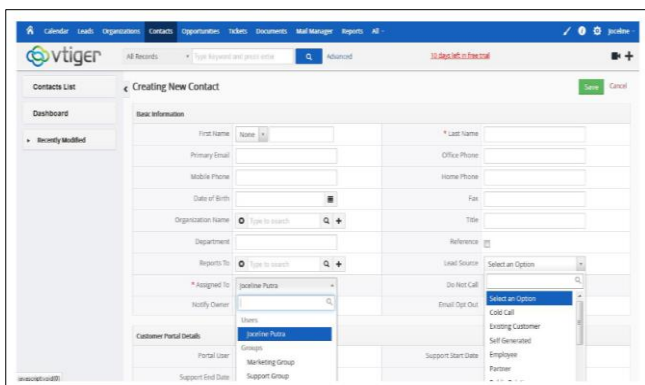 Calendar Leads Organizations Contacts Opportunities Tickets Documents Mail Manager Reports All Joceline
vtiger All Records Type keyword and press enter Advanced 10 days left in free trial
Contacts List Creating New Contact Save Cancel
Dashboard Basic Information
Recently Modified First Name None * Last Name
Primary Email Office Phone
Mobile Phone Home Phone
Date of Birth Fax
Organization Name Type to search Title
Department Reference
Reports To Type to search Lead Source Select an Option
* Assigned To Joceline Putra Do Not Call
Notify Owner Email Opt Out Select an Option
Users Cold Call
Customer Portal Details Joceline Putra Existing Customer
Groups Self Generated
Portal User Marketing Group Support Start Date Employee
Support End Date Support Group Partner
javascript:void(0)